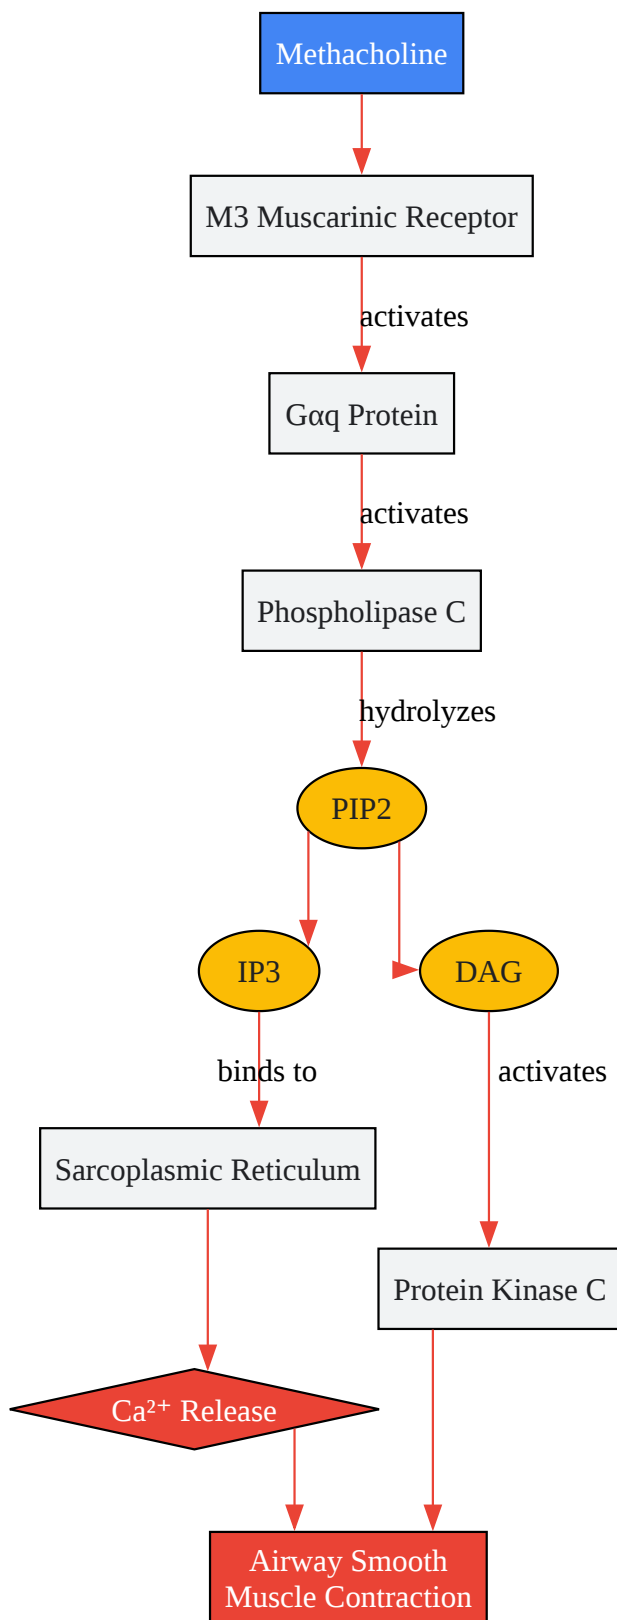 Methacholine
M3 Muscarinic Receptor
activates
Gαq Protein
activates
Phospholipase C
hydrolyzes
PIP2
IP3
DAG
binds to
activates
Sarcoplasmic Reticulum
Protein Kinase C
Ca²⁺ Release
Airway Smooth
Muscle Contraction